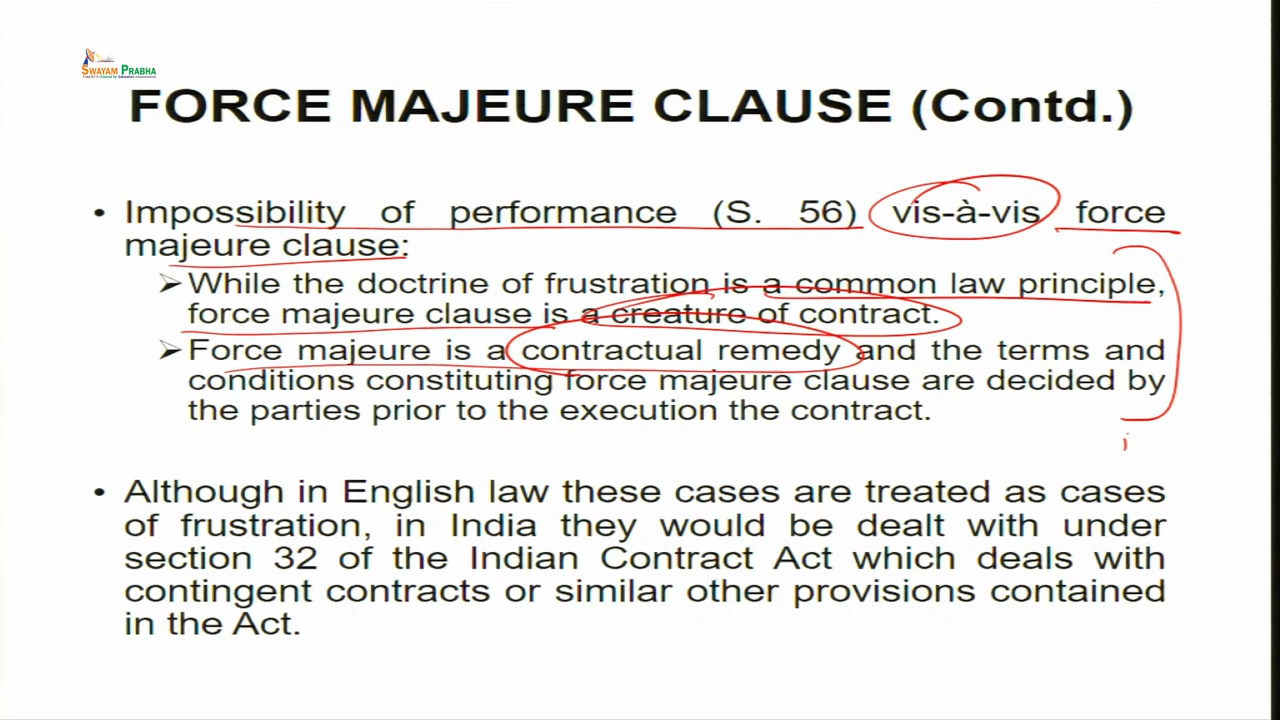 SWAYAM PRABHA
FORCE MAJEURE CLAUSE (Contd.)
• Impossibility of performance (S. 56) vis-à-vis force
majeure clause:
➢ While the doctrine of frustration is a common law principle,
force majeure clause is a creature of contract.
➢ Force majeure is a contractual remedy and the terms and
conditions constituting force majeure clause are decided by
the parties prior to the execution the contract.
• Although in English law these cases are treated as cases
of frustration, in India they would be dealt with under
section 32 of the Indian Contract Act which deals with
contingent contracts or similar other provisions contained
in the Act.